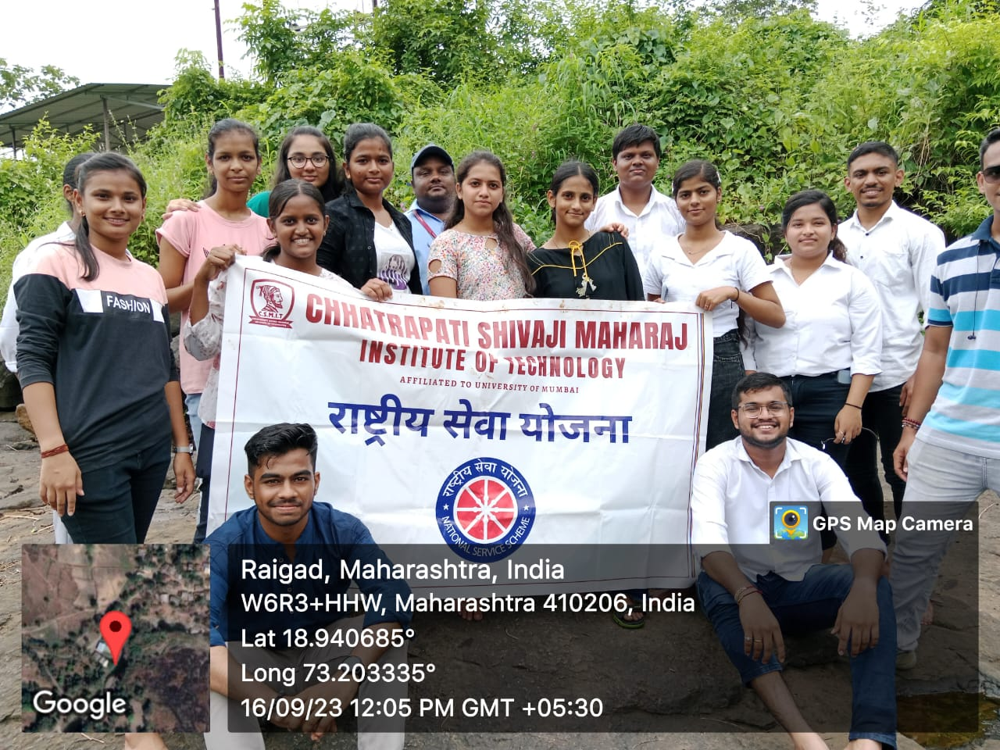 FASHION
C.S.M.I.T
CHHATRAPATI SHIVAJI MAHARAJ
INSTITUTE OF TECHNOLOGY
AFFILIATED TO UNIVERSITY OF MUMBAI
राष्ट्रीय सेवा योजना
राष्ट्रीय सेवा योजना
NATIONAL SERVICE SCHEME
GPS Map Camera
Raigad, Maharashtra, India
W6R3+HHW, Maharashtra 410206, India
Lat 18.940685°
Long 73.203335°
16/09/23 12:05 PM GMT +05:30
Google